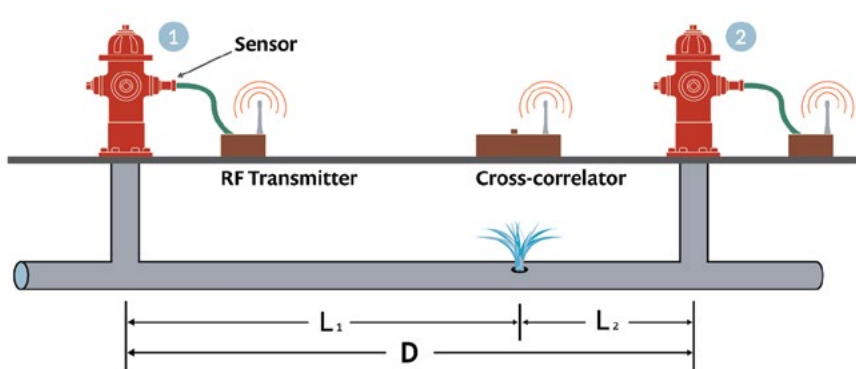 1
Sensor
2
RF Transmitter
Cross-correlator
L₁
L₂
D